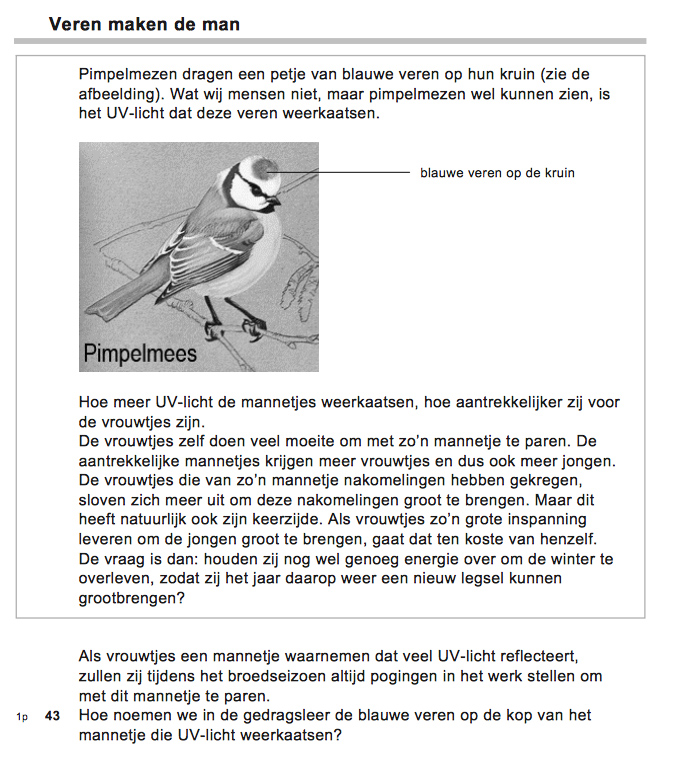 Veren maken de man
Pimpelmezen dragen een petje van blauwe veren op hun kruin (zie de
afbeelding). Wat wij mensen niet, maar pimpelmezen wel kunnen zien, is
het UV-licht dat deze veren weerkaatsen.
blauwe veren op de kruin
Pimpelmees
Hoe meer UV-licht de mannetjes weerkaatsen, hoe aantrekkelijker zij voor
de vrouwtjes zijn.
De vrouwtjes zelf doen veel moeite om met zo’n mannetje te paren. De
aantrekkelijke mannetjes krijgen meer vrouwtjes en dus ook meer jongen.
De vrouwtjes die van zo’n mannetje nakomelingen hebben gekregen,
sloven zich meer uit om deze nakomelingen groot te brengen. Maar dit
heeft natuurlijk ook zijn keerzijde. Als vrouwtjes zo’n grote inspanning
leveren om de jongen groot te brengen, gaat dat ten koste van henzelf.
De vraag is dan: houden zij nog wel genoeg energie over om de winter te
overleven, zodat zij het jaar daarop weer een nieuw legsel kunnen
grootbrengen?
Als vrouwtjes een mannetje waarnemen dat veel UV-licht reflecteert,
zullen zij tijdens het broedseizoen altijd pogingen in het werk stellen om
met dit mannetje te paren.
1p 43 Hoe noemen we in de gedragsleer de blauwe veren op de kop van het
mannetje die UV-licht weerkaatsen?